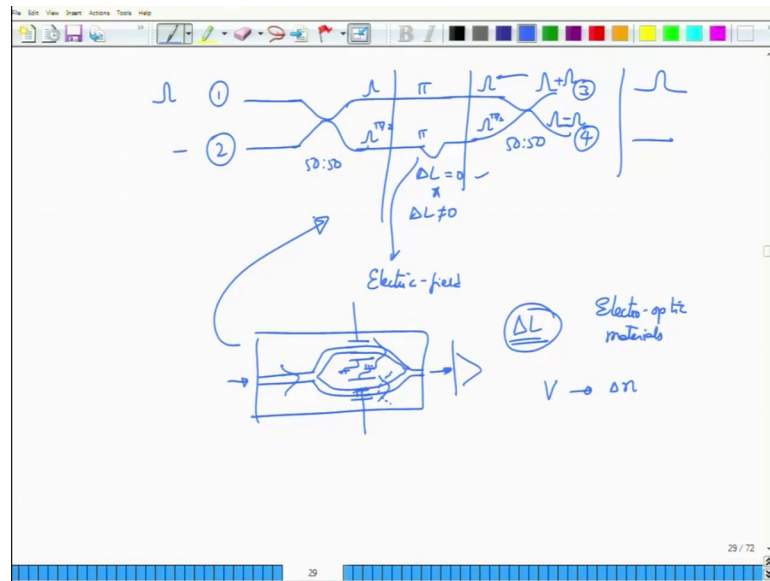 File Edit View Insert Actions Tools Help
B I
1 π + 3
π/2 π π/2 =
2 50:50 50:50 4
ΔL = 0
ΔL ≠ 0
Electric-field
ΔL Electro-optic
materials
V → Δn
29 / 72
29